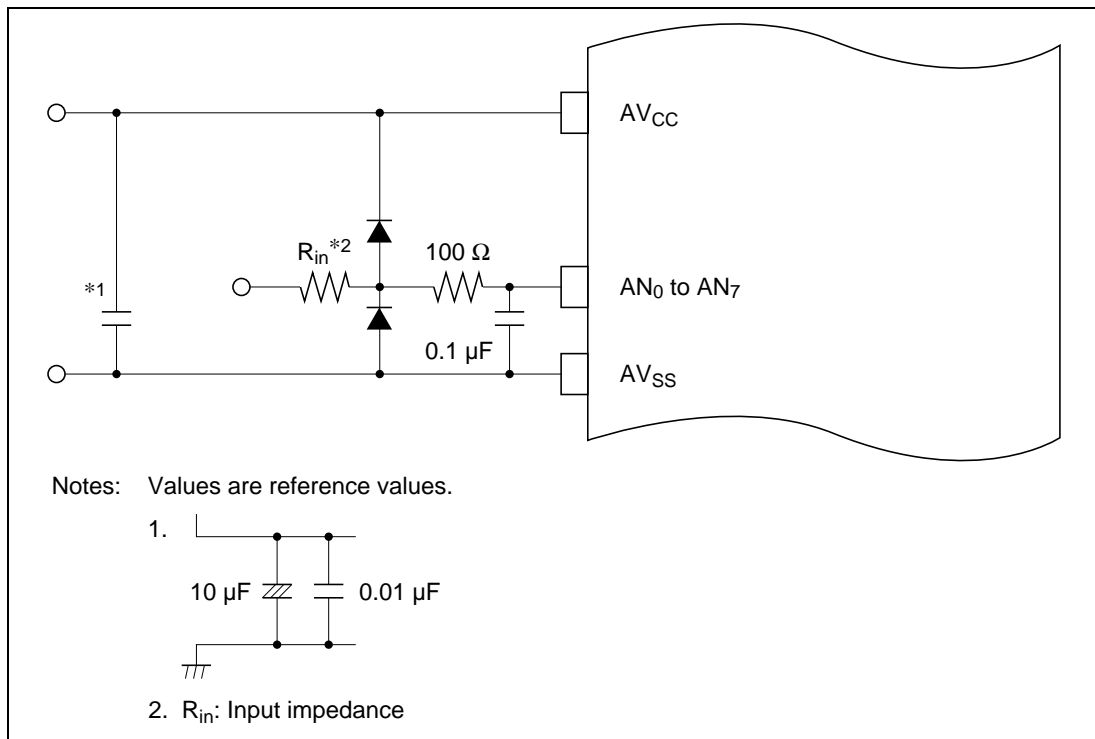 AVCC
Rin*2
100 Ω
*1
AN0 to AN7
0.1 µF
AVSS
Notes: Values are reference values.
1.
10 µF
0.01 µF
2. Rin: Input impedance